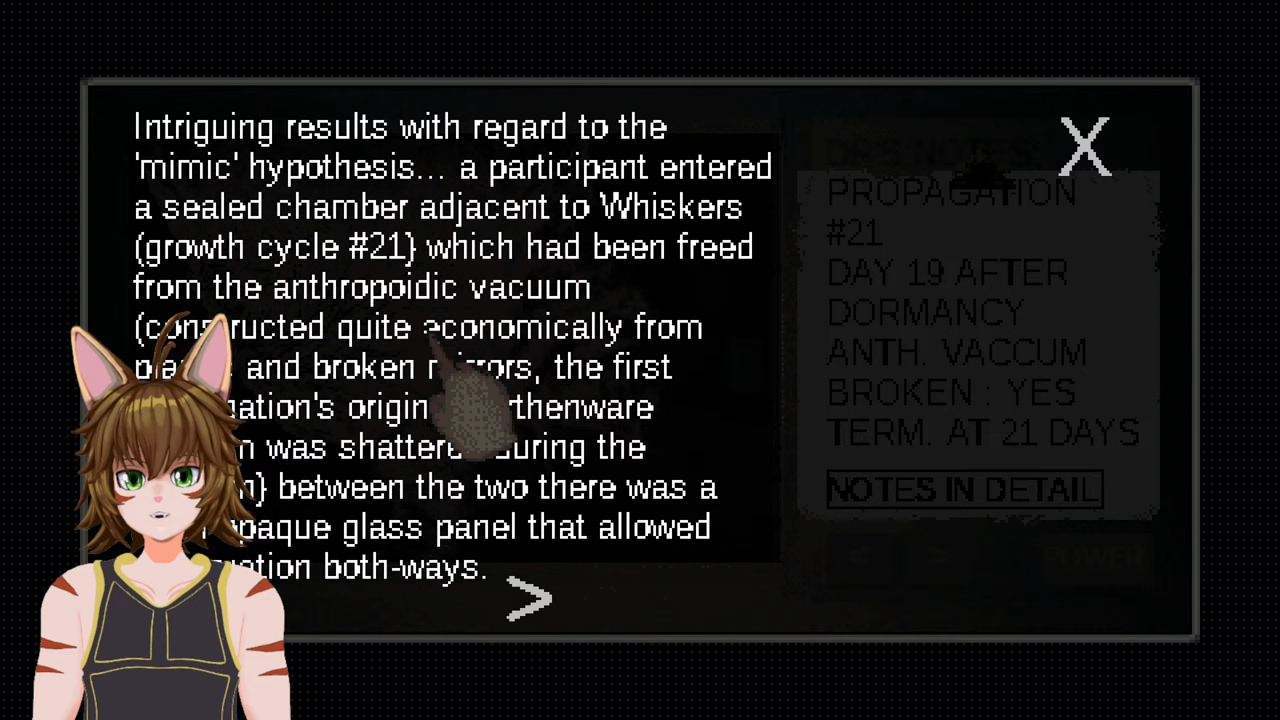 Intriguing results with regard to the
'mimic' hypothesis... a participant entered
a sealed chamber adjacent to Whiskers
(growth cycle #21} which had been freed
from the anthropoidic vacuum
quite economically from
and broken the first
was during the
between the two there was a
opaque glass panel that allowed
both-ways.
>
X
DRS NOTES:
PROPAGATION
#21
DAY 19 AFTER
DORMANCY
ANTH. VACCUM
BROKEN : YES
TERM. AT 21 DAYS
NOTES IN DETAIL
< >
POWER